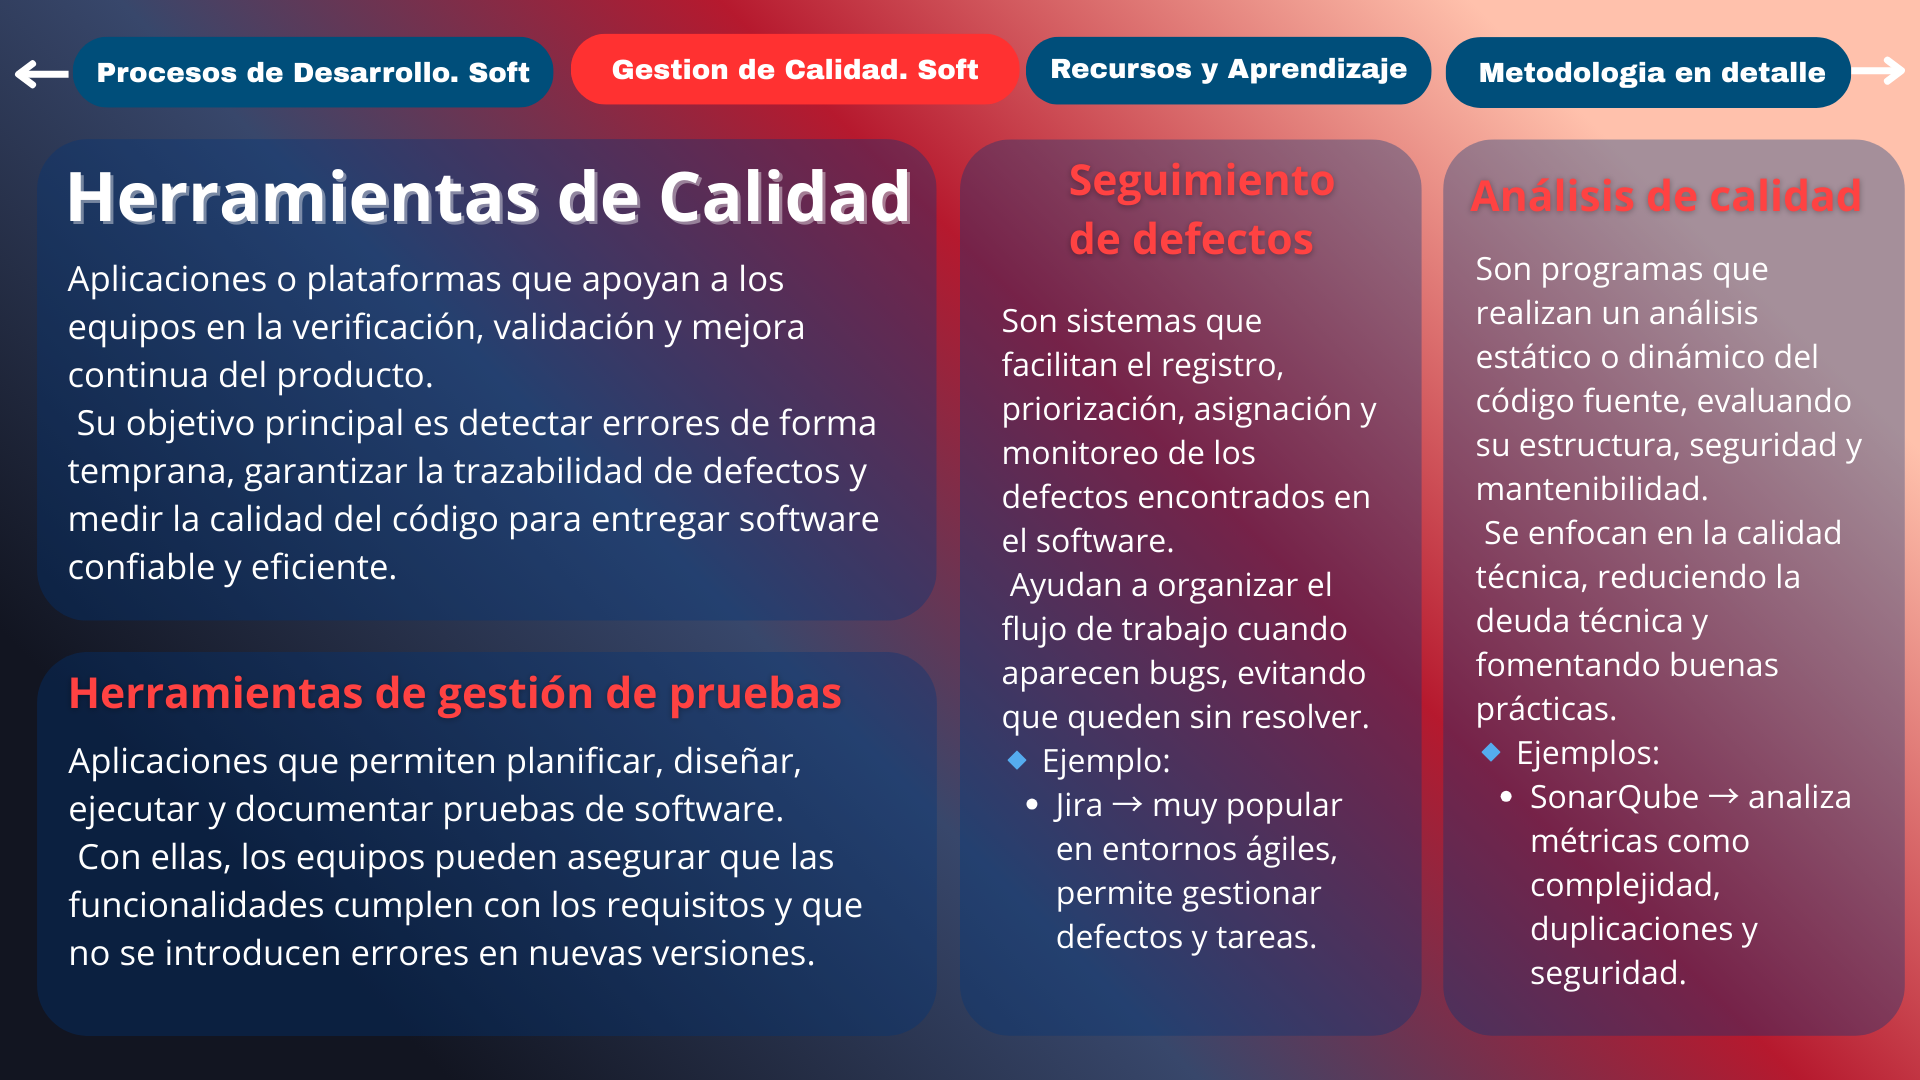 Procesos de Desarrollo. Soft
Gestion de Calidad. Soft
Recursos y Aprendizaje
Metodologia en detalle
Herramientas de Calidad
Aplicaciones o plataformas que apoyan a los
equipos en la verificación, validación y mejora
continua del producto.
Su objetivo principal es detectar errores de forma
temprana, garantizar la trazabilidad de defectos y
medir la calidad del código para entregar software
confiable y eficiente.
Herramientas de gestión de pruebas
Aplicaciones que permiten planificar, diseñar,
ejecutar y documentar pruebas de software.
Con ellas, los equipos pueden asegurar que las
funcionalidades cumplen con los requisitos y que
no se introducen errores en nuevas versiones.
Seguimiento
de defectos
Son sistemas que
facilitan el registro,
priorización, asignación y
monitoreo de los
defectos encontrados en
el software.
Ayudan a organizar el
flujo de trabajo cuando
aparecen bugs, evitando
que queden sin resolver.
🔹 Ejemplo:
• Jira → muy popular
en entornos ágiles,
permite gestionar
defectos y tareas.
Análisis de calidad
Son programas que
realizan un análisis
estático o dinámico del
código fuente, evaluando
su estructura, seguridad y
mantenibilidad.
Se enfocan en la calidad
técnica, reduciendo la
deuda técnica y
fomentando buenas
prácticas.
🔹 Ejemplos:
• SonarQube → analiza
métricas como
complejidad,
duplicaciones y
seguridad.